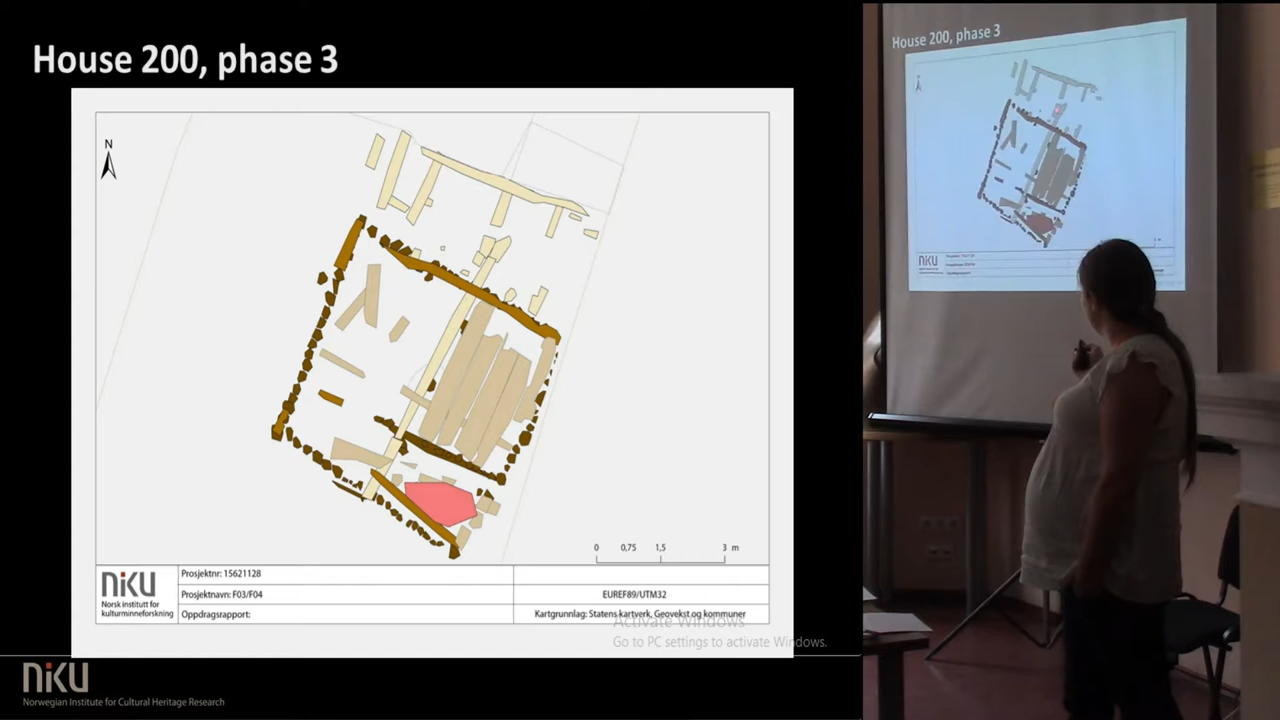 House 200, phase 3
N
0 0,75 1,5 3 m
NIKU
Norsk institutt for
kulturminneforskning
Prosjektnr: 15621128
Prosjektnavn: F03/F04
EUREF89/UTM32
Oppdragsrapport:
Kartgrunnlag: Statens kartverk, Geovekst og kommuner
Activate Windows
Go to PC settings to activate Windows.
NIKU
Norwegian Institute for Cultural Heritage Research
House 200, phase 3
NIKU